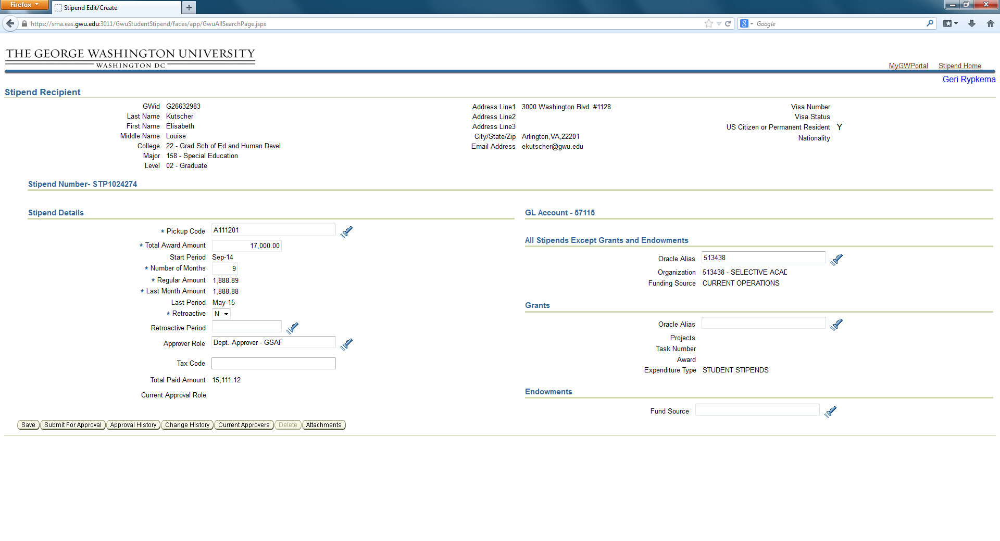 Firefox
Stipend Edit/Create
https://sma.eas.gwu.edu:3011/GwuStudentStipend/faces/app/GwuAllSearchPage.jspx
Google
THE GEORGE WASHINGTON UNIVERSITY
WASHINGTON DC
MyGWPortal Stipend Home
Geri Rypkema
Stipend Recipient
GWid G26632983
Last Name Kutscher
First Name Elisabeth
Middle Name Louise
College 22 - Grad Sch of Ed and Human Devel
Major 158 - Special Education
Level 02 - Graduate
Address Line1 3000 Washington Blvd. #1128
Address Line2
Address Line3
City/State/Zip Arlington,VA,22201
Email Address ekutscher@gwu.edu
Visa Number
Visa Status
US Citizen or Permanent Resident Y
Nationality
Stipend Number- STP1024274
Stipend Details
* Pickup Code A111201
* Total Award Amount 17,000.00
Start Period Sep-14
* Number of Months 9
* Regular Amount 1,888.89
* Last Month Amount 1,888.88
Last Period May-15
* Retroactive N
Retroactive Period
Approver Role Dept. Approver - GSAF
Tax Code
Total Paid Amount 15,111.12
Current Approval Role
GL Account - 57115
All Stipends Except Grants and Endowments
Oracle Alias 513438
Organization 513438 - SELECTIVE ACAD
Funding Source CURRENT OPERATIONS
Grants
Oracle Alias
Projects
Task Number
Award
Expenditure Type STUDENT STIPENDS
Endowments
Fund Source
Save Submit For Approval Approval History Change History Current Approvers Delete Attachments